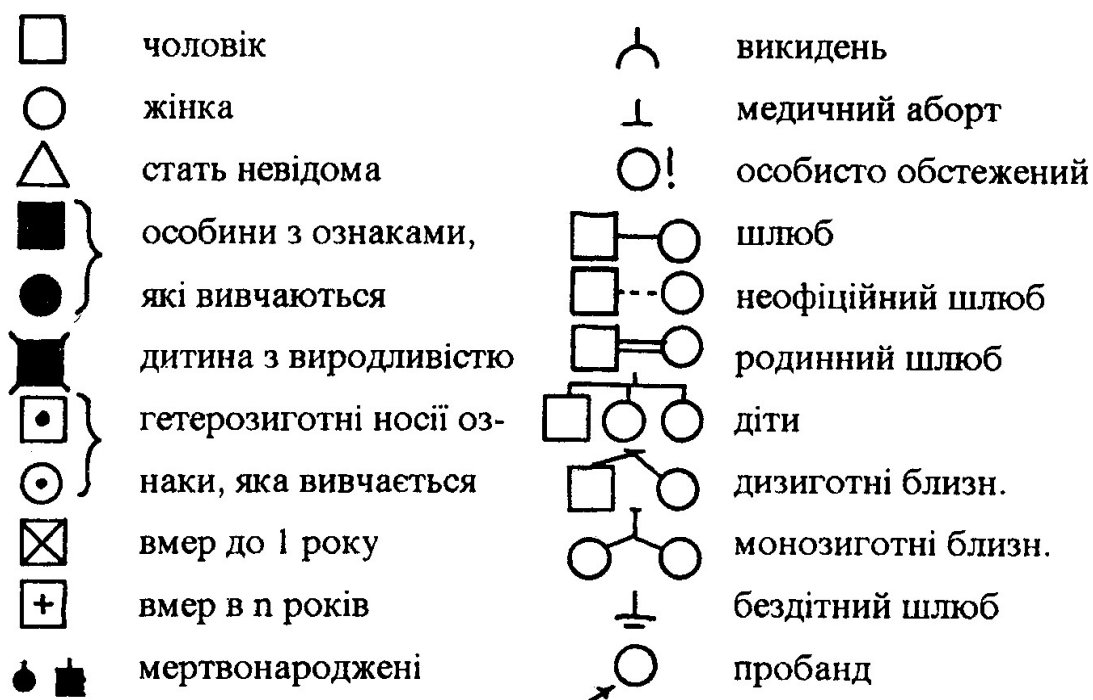 чоловік
жінка
стать невідома
особини з ознаками,
які вивчаються
дитина з виродливістю
гетерозиготні носії оз-
наки, яка вивчається
вмер до 1 року
вмер в n років
мертвонароджені
викидень
медичний аборт
! особисто обстежений
шлюб
неофіційний шлюб
родинний шлюб
діти
дизиготні близн.
монозиготні близн.
бездітний шлюб
пробанд